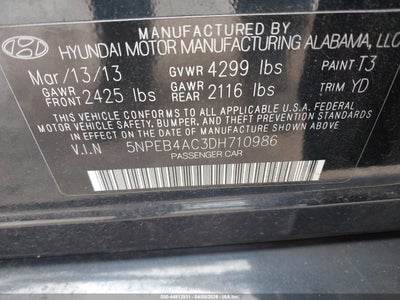 MANUFACTURED BY
HYUNDAI MOTOR MANUFACTURING ALABAMA, LLC
Mar/13/13 GVWR 4299 lbs PAINT T3
GAWR FRONT 2425 lbs GAWR REAR 2116 lbs TRIM YD
THIS VEHICLE CONFORMS TO ALL APPLICABLE U.S.A. FEDERAL
MOTOR VEHICLE SAFETY, BUMPER, AND THEFT PREVENTION
STANDARDS IN EFFECT ON THE DATE OF MANUFACTURE SHOWN ABOVE.
V.I.N 5NPEB4AC3DH710986
PASSENGER CAR